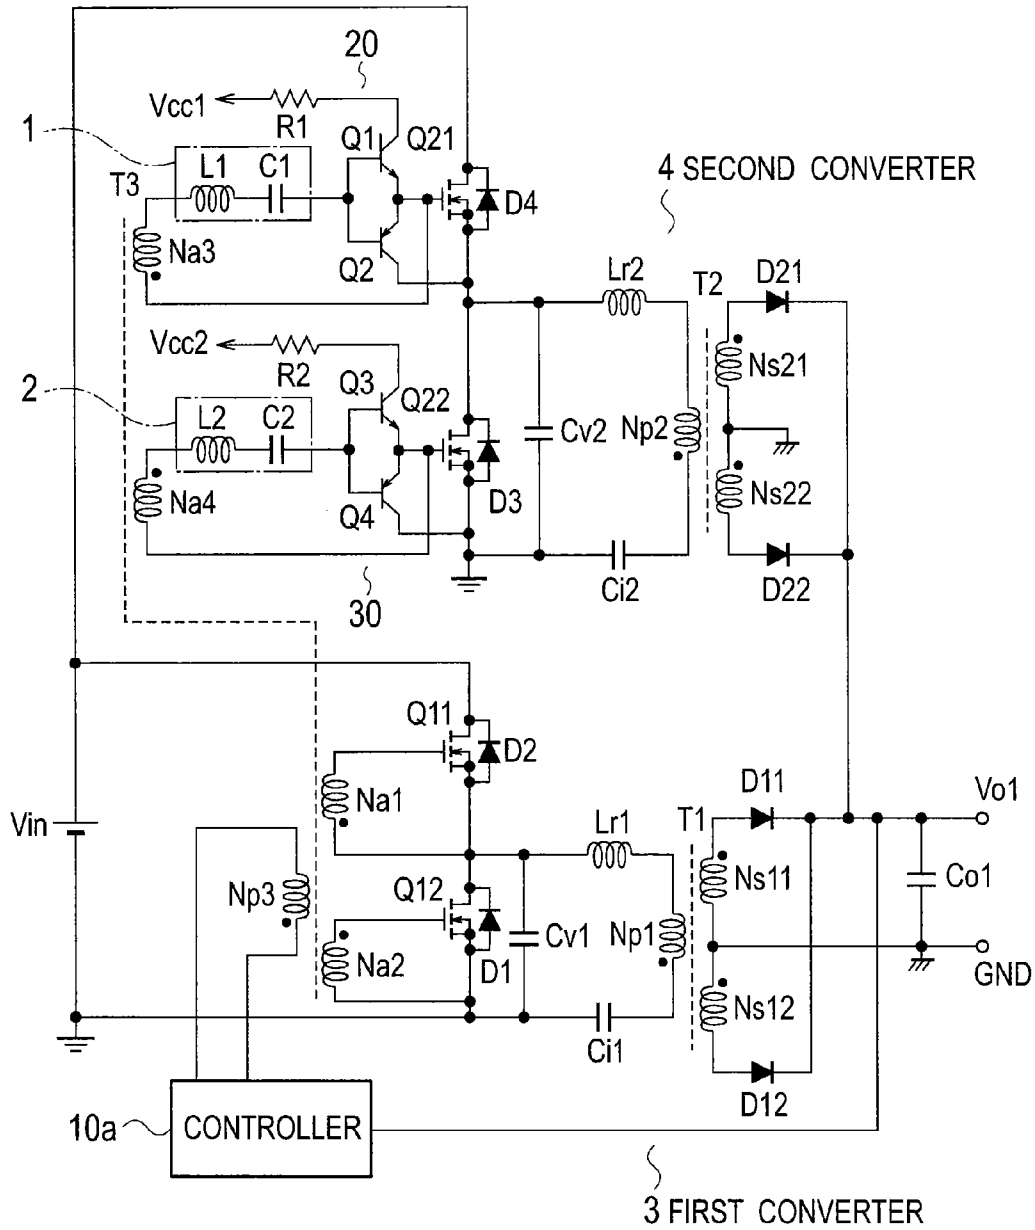 20
Vcc1
R1
Q1
Q21
1
L1
C1
T3
D4
4 SECOND CONVERTER
Na3
Q2
Lr2
T2
D21
Vcc2
R2
Q3
Q22
Ns21
2
L2
C2
Cv2
Np2
Na4
Q4
D3
Ns22
30
Ci2
D22
Q11
D2
Na1
D11
Vo1
Vin
Lr1
T1
Np3
Q12
Ns11
Co1
Cv1
Np1
Na2
D1
GND
Ns12
Ci1
D12
10a
CONTROLLER
3 FIRST CONVERTER